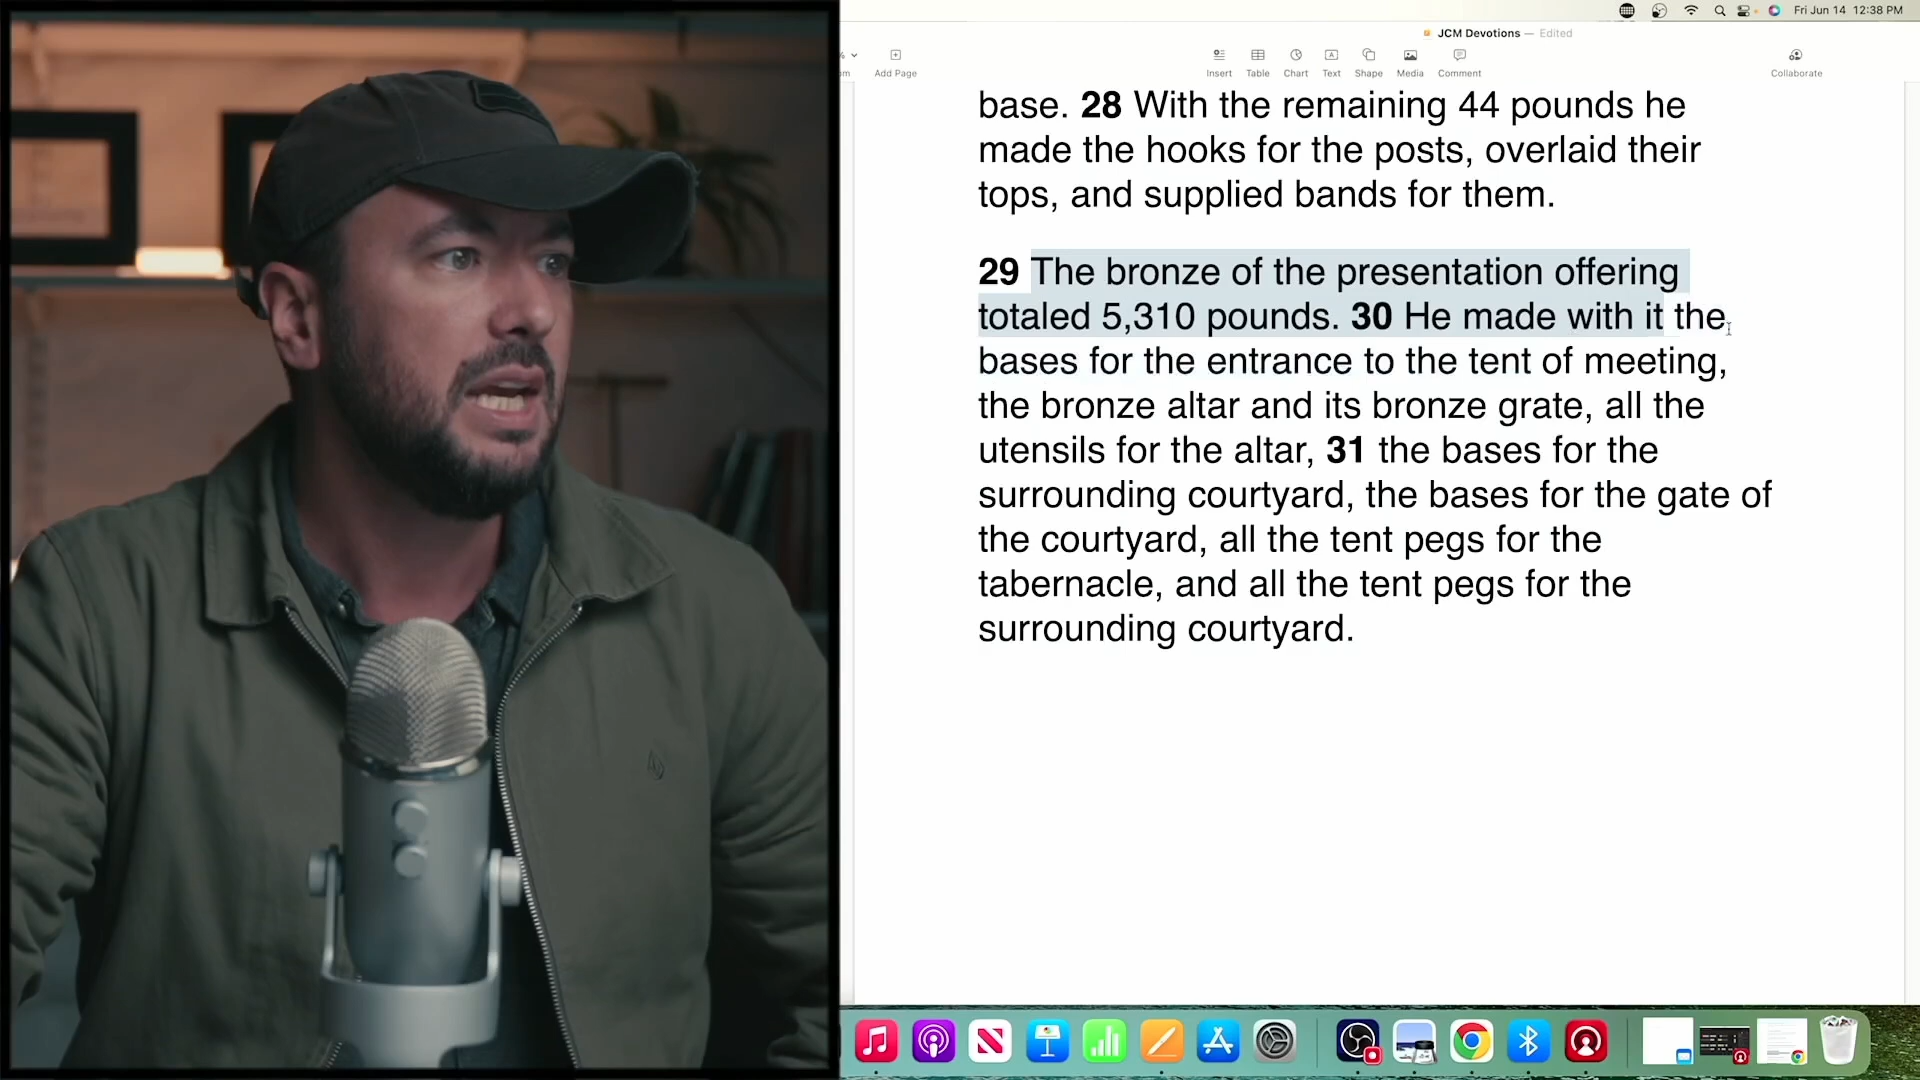 Fri Jun 14 12:38 PM
JCM Devotions — Edited
Add Page
Insert
Table
Chart
Text
Shape
Media
Comment
Collaborate
base. 28 With the remaining 44 pounds he
made the hooks for the posts, overlaid their
tops, and supplied bands for them.
29 The bronze of the presentation offering
totaled 5,310 pounds. 30 He made with it the
bases for the entrance to the tent of meeting,
the bronze altar and its bronze grate, all the
utensils for the altar, 31 the bases for the
surrounding courtyard, the bases for the gate of
the courtyard, all the tent pegs for the
tabernacle, and all the tent pegs for the
surrounding courtyard.